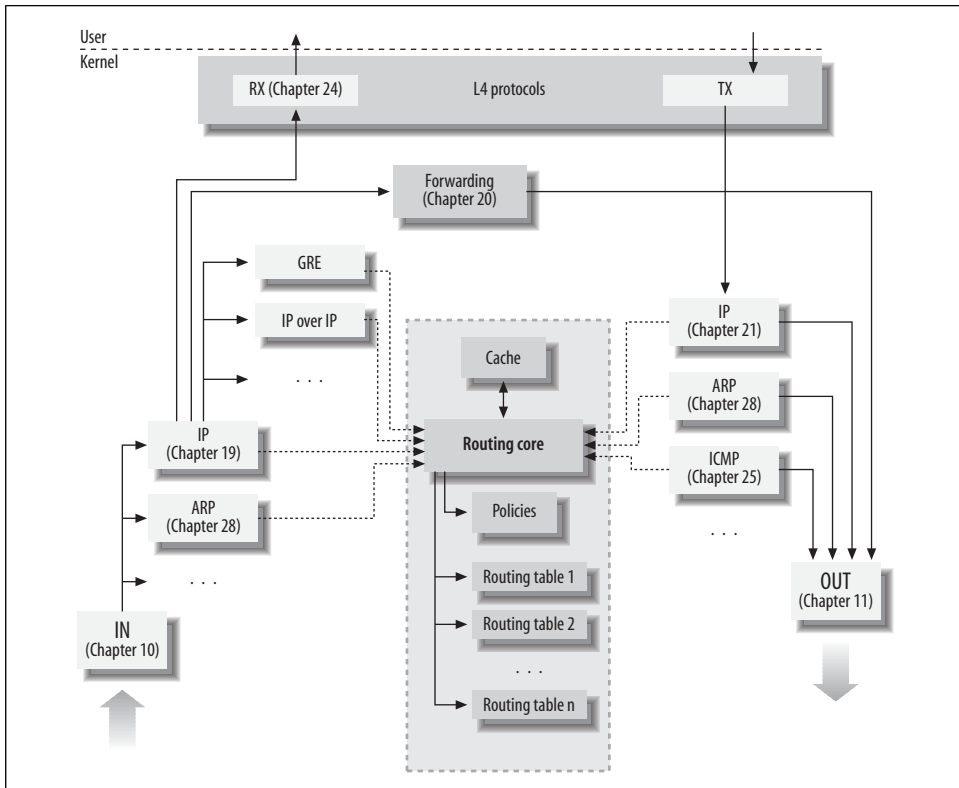 User
Kernel
RX (Chapter 24)
L4 protocols
TX
Forwarding
(Chapter 20)
GRE
IP over IP
. . .
IP
(Chapter 19)
ARP
(Chapter 28)
. . .
IN
(Chapter 10)
Cache
Routing core
Policies
Routing table 1
Routing table 2
. . .
Routing table n
IP
(Chapter 21)
ARP
(Chapter 28)
ICMP
(Chapter 25)
. . .
OUT
(Chapter 11)